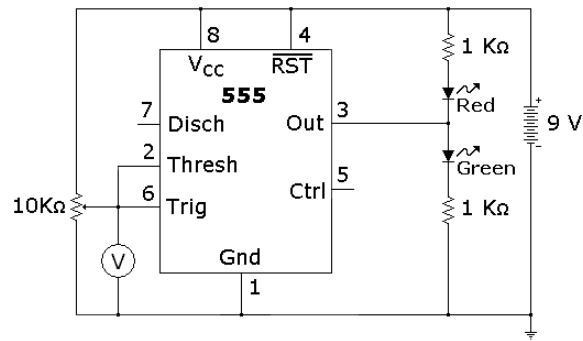 8
4
VCC
RST
555
1 KΩ
7
Disch
3
Out
Red
9 V
+
-
2
Thresh
Green
5
Ctrl
10KΩ
6
Trig
1 KΩ
V
Gnd
1